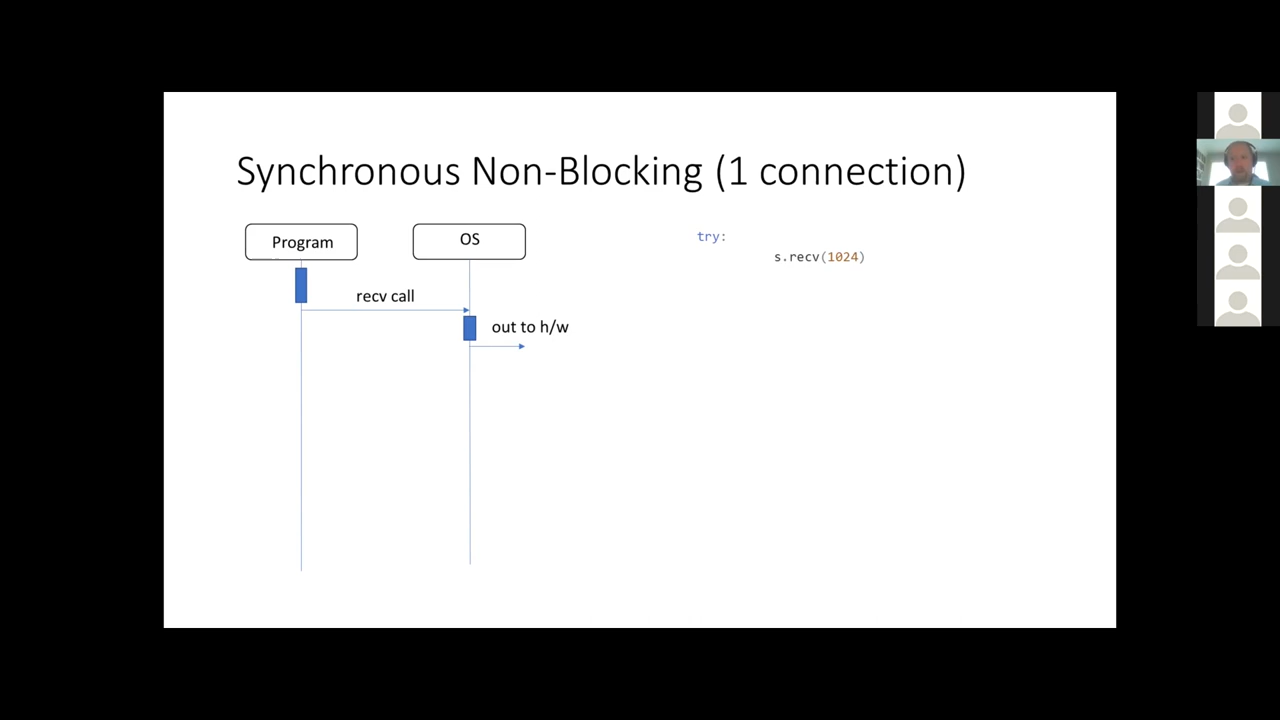 Synchronous Non-Blocking (1 connection)
Program
OS
try:
s.recv(1024)
recv call
out to h/w